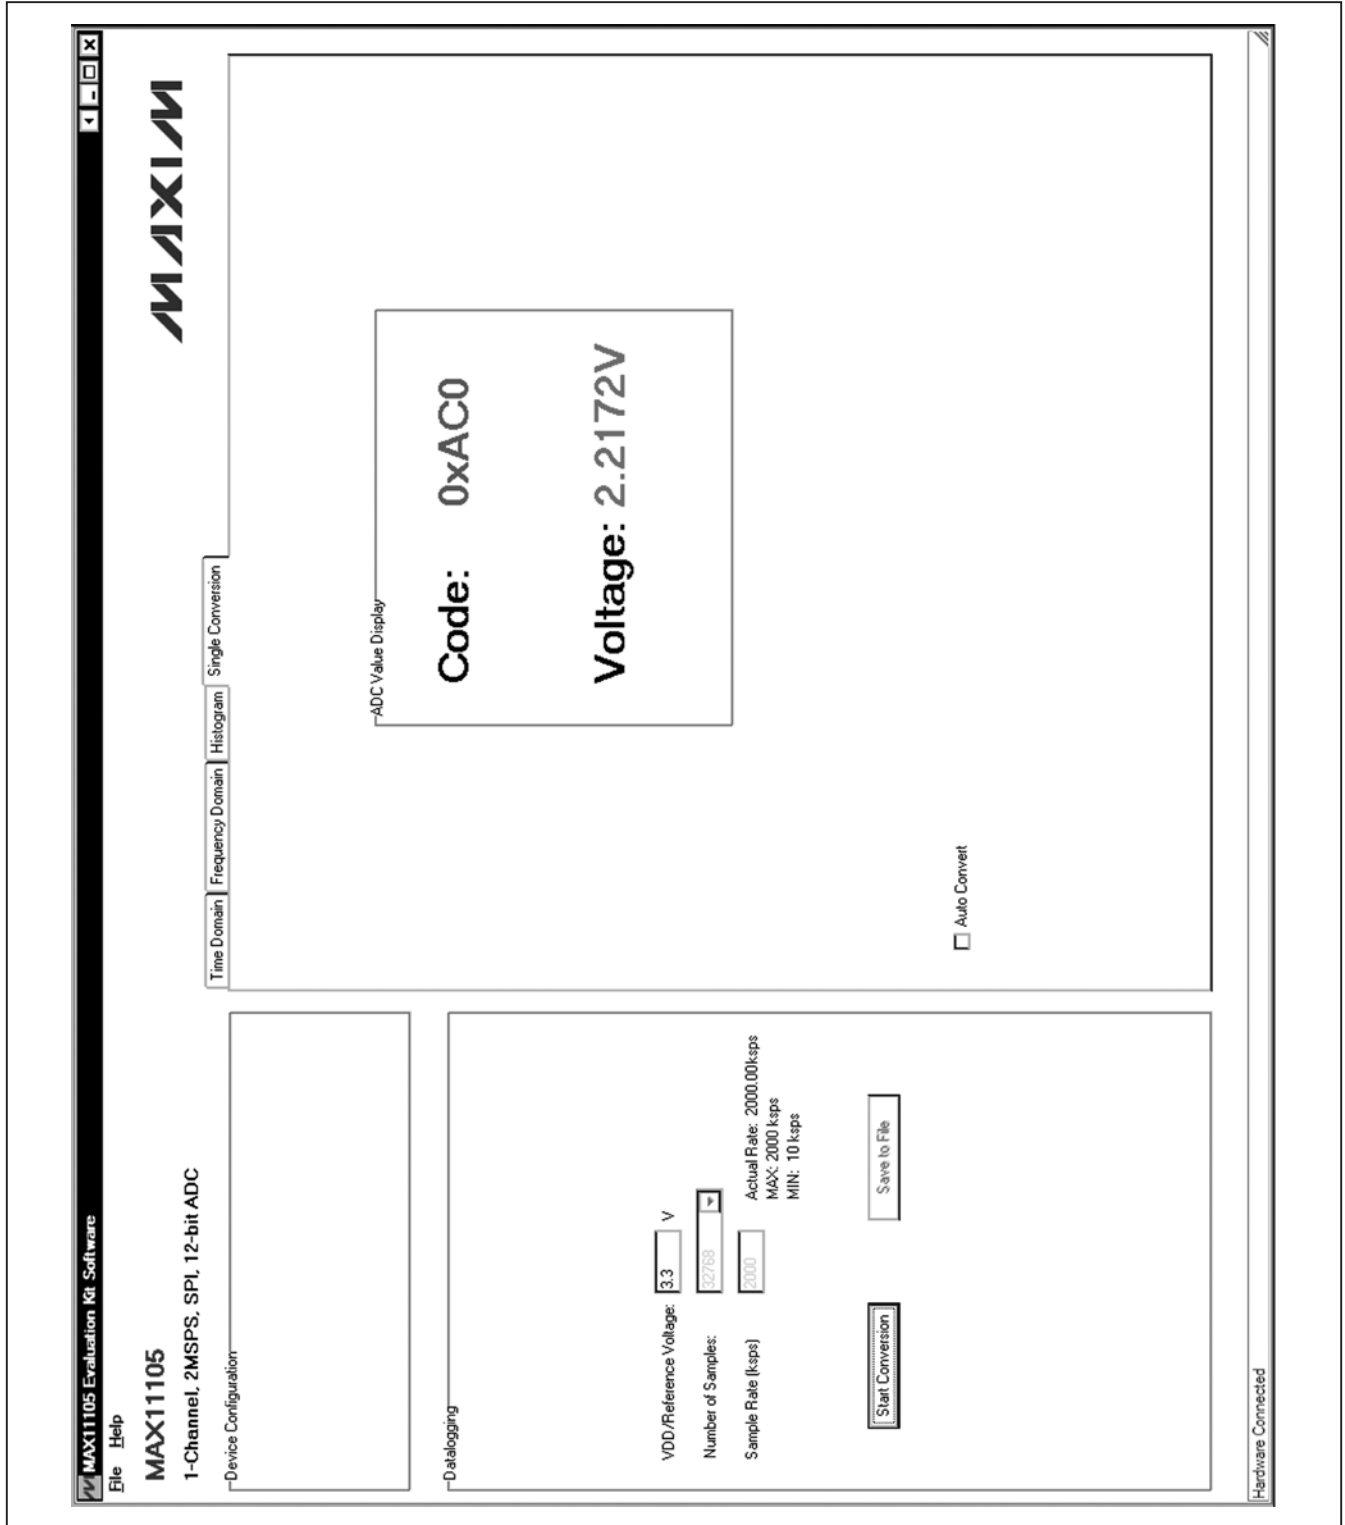 MAX11105 Evaluation Kit Software
File Help
MAX11105
1-Channel, 2MSPS, SPI, 12-bit ADC
MAXIM
Device Configuration
Datalogging
VDD/Reference Voltage: 3.3 V
Number of Samples: 32768
Sample Rate (ksps) 2000 Actual Rate: 2000.00ksps
MAX: 2000 ksps
MIN: 10 ksps
Start Conversion Save to File
Time Domain Frequency Domain Histogram Single Conversion
ADC Value Display
Code: 0xAC0
Voltage: 2.2172V
Auto Convert
Hardware Connected